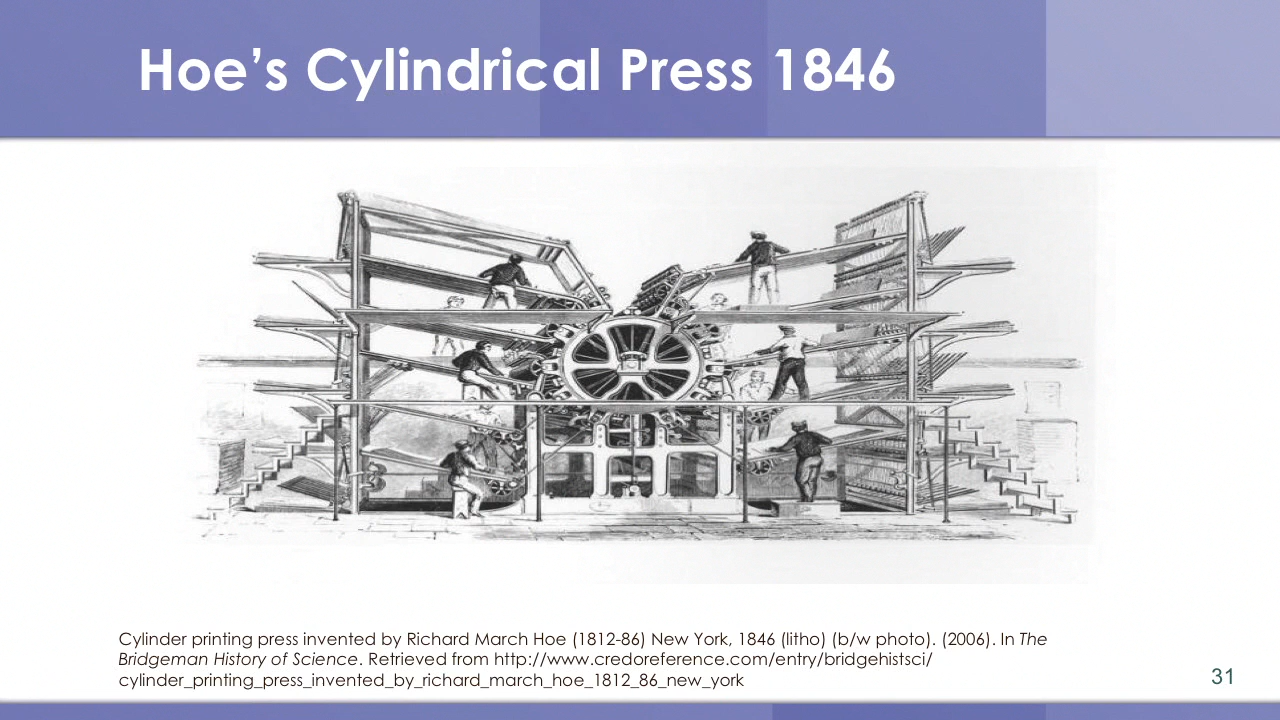 Hoe’s Cylindrical Press 1846
Cylinder printing press invented by Richard March Hoe (1812-86) New York, 1846 (litho) (b/w photo). (2006). In The
Bridgeman History of Science. Retrieved from http://www.credoreference.com/entry/bridgehistsci/
cylinder_printing_press_invented_by_richard_march_hoe_1812_86_new_york
31